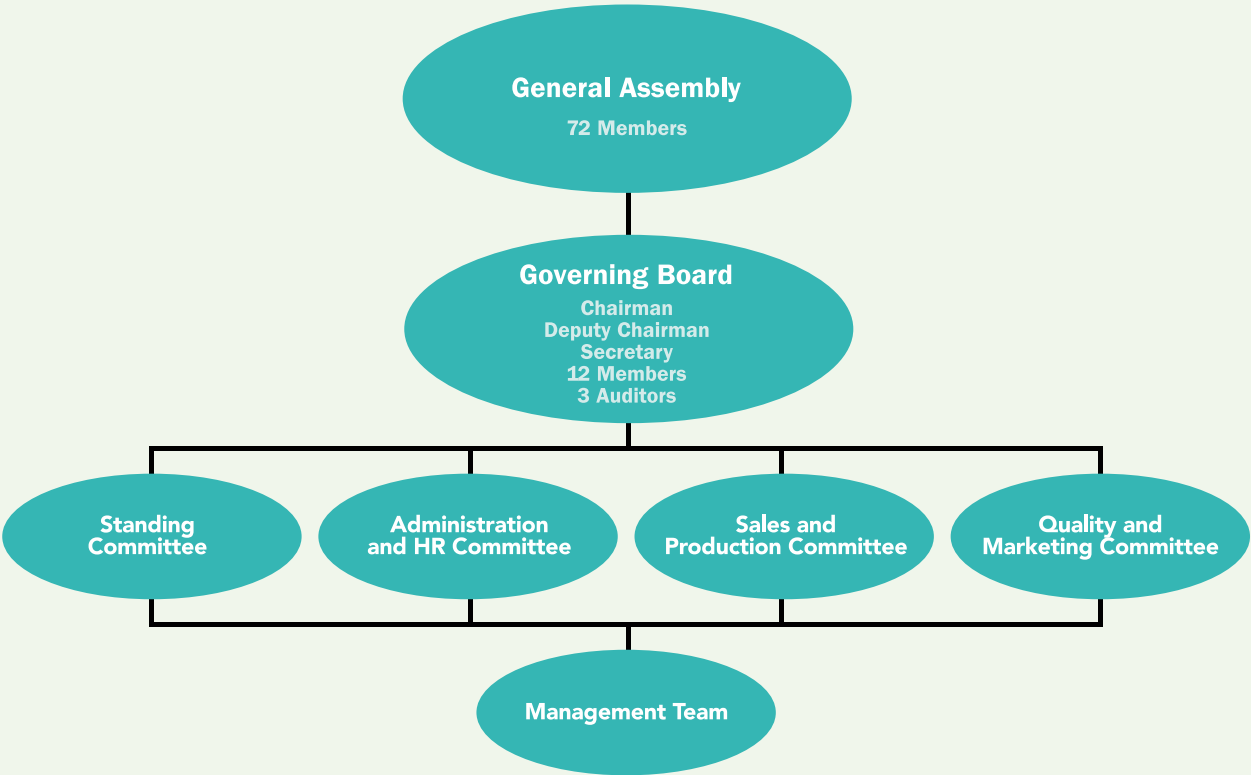 General Assembly
72 Members
Governing Board
Chairman
Deputy Chairman
Secretary
12 Members
3 Auditors
Standing
Committee
Administration
and HR Committee
Sales and
Production Committee
Quality and
Marketing Committee
Management Team